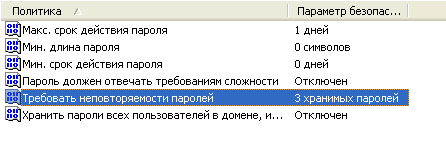 Политика Параметр безопас...
Макс. срок действия пароля 1 дней
Мин. длина пароля 0 символов
Мин. срок действия пароля 0 дней
Пароль должен отвечать требованиям сложности Отключен
Требовать неповторяемости паролей 3 хранимых паролей
Хранить пароли всех пользователей в домене, и... Отключен